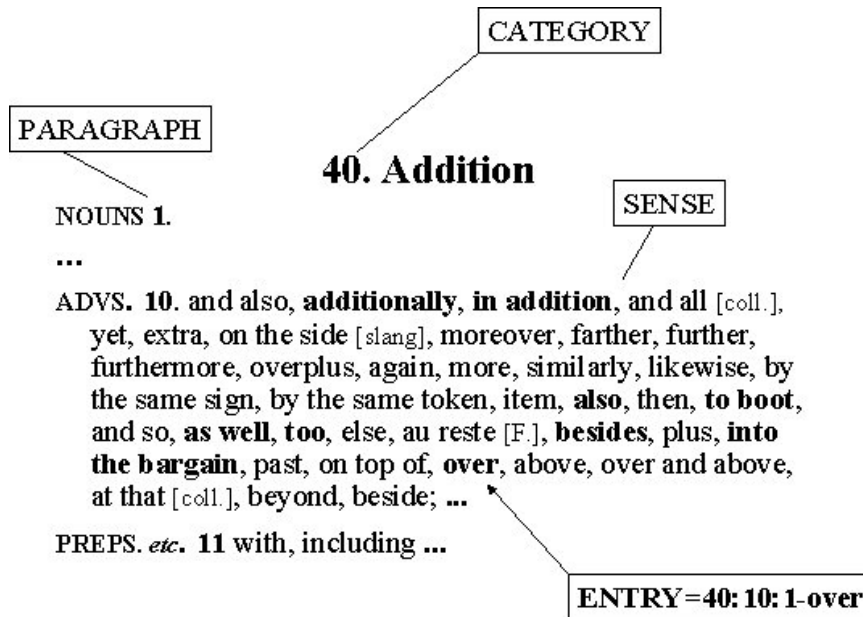 CATEGORY
PARAGRAPH
40. Addition
SENSE
NOUNS 1.
...
ADVS. 10. and also, additionally, in addition, and all [coll.],
yet, extra, on the side [slang], moreover, farther, further,
furthermore, overplus, again, more, similarly, likewise, by
the same sign, by the same token, item, also, then, to boot,
and so, as well, too, else, au reste [F.], besides, plus, into
the bargain, past, on top of, over, above, over and above,
at that [coll.], beyond, beside; ...
PREPS. etc. 11 with, including ...
ENTRY=40:10:1-over